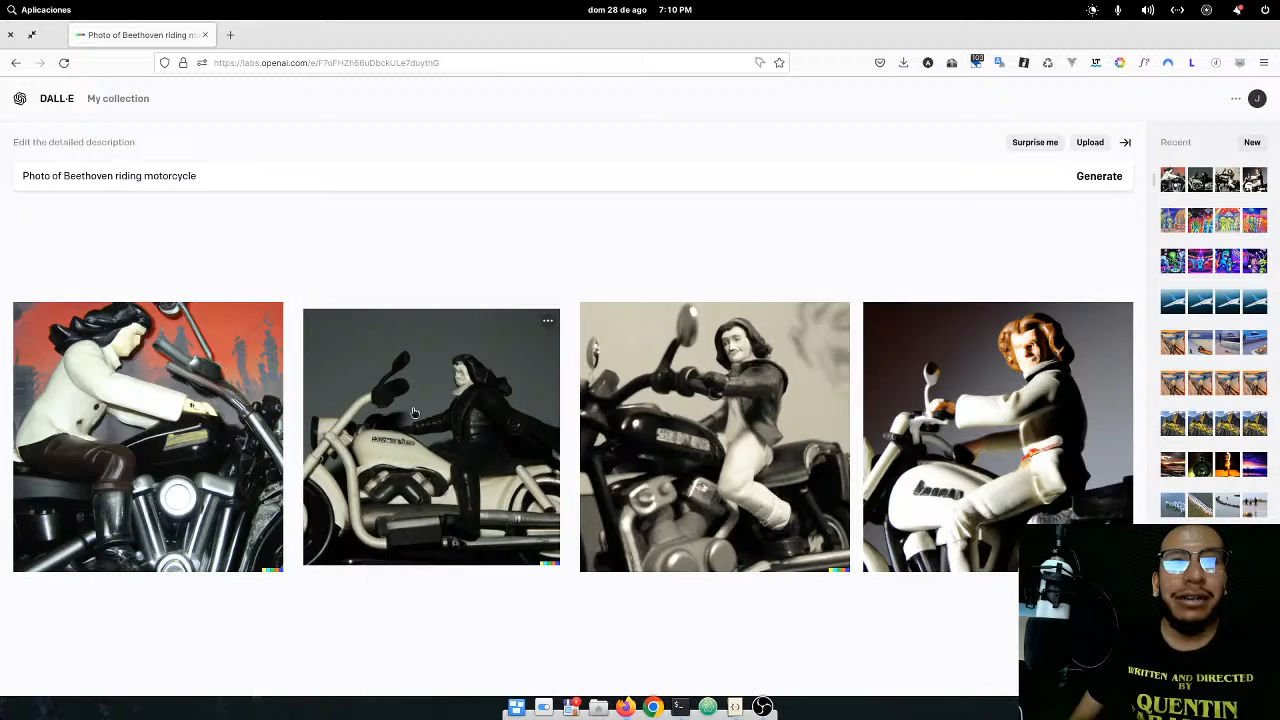 Aplicaciones
dom 28 de ago 7:10 PM
Photo of Beethoven riding mo
https://labs.openai.com/e/F7oFHZh66uDbckULe7duythG
103
DALL·E My collection
J
Edit the detailed description
Surprise me Upload
Recent New
Photo of Beethoven riding motorcycle
Generate
WRITTEN AND DIRECTED
BY
QUENTIN